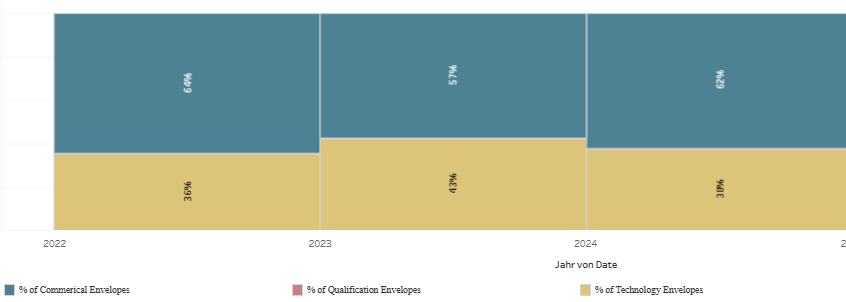 64%
57%
62%
36%
43%
38%
2022
2023
2024
2
Jahr von Date
% of Commerical Envelopes
% of Qualification Envelopes
% of Technology Envelopes